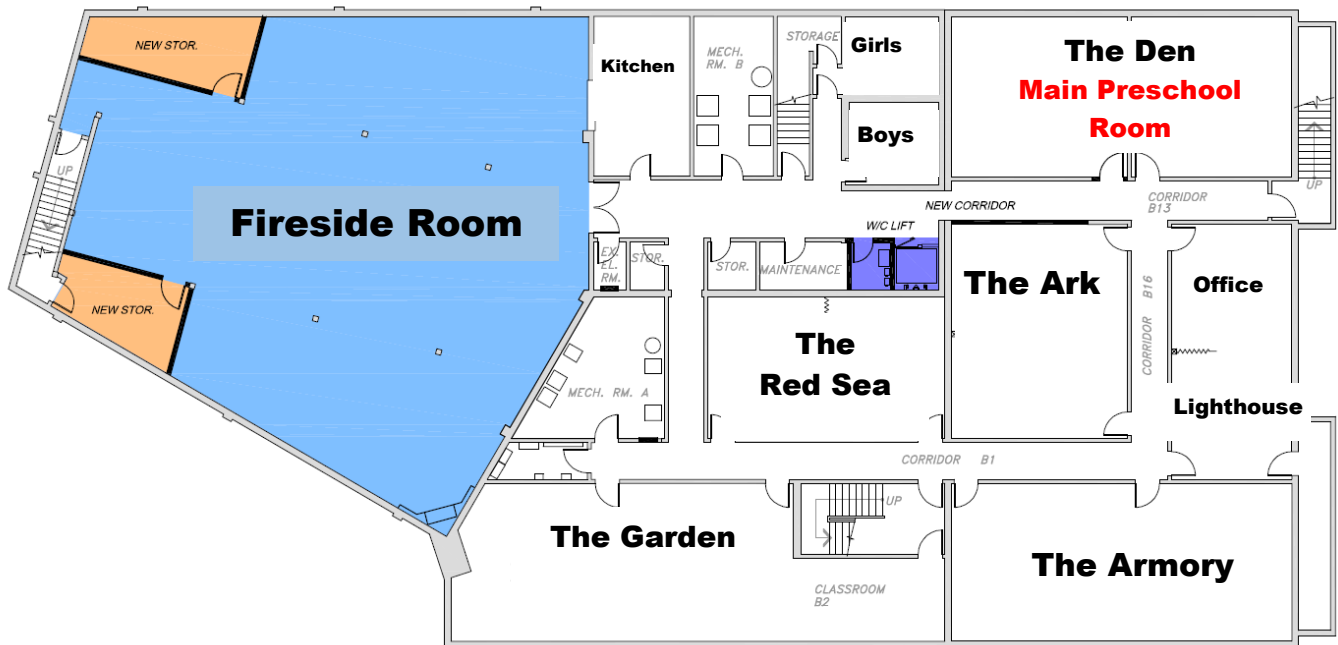 NEW STOR.
Kitchen
MECH.
RM. B
STORAGE
Girls
Boys
The Den
Main Preschool
Room
UP
UP
Fireside Room
NEW CORRIDOR
CORRIDOR
B13
W/C LIFT
EX.
EL.
RM.
STOR.
STOR.
MAINTENANCE
The Ark
CORRIDOR B16
Office
NEW STOR.
The
Red Sea
MECH. RM. A
Lighthouse
CORRIDOR B1
UP
The Garden
The Armory
CLASSROOM
B2